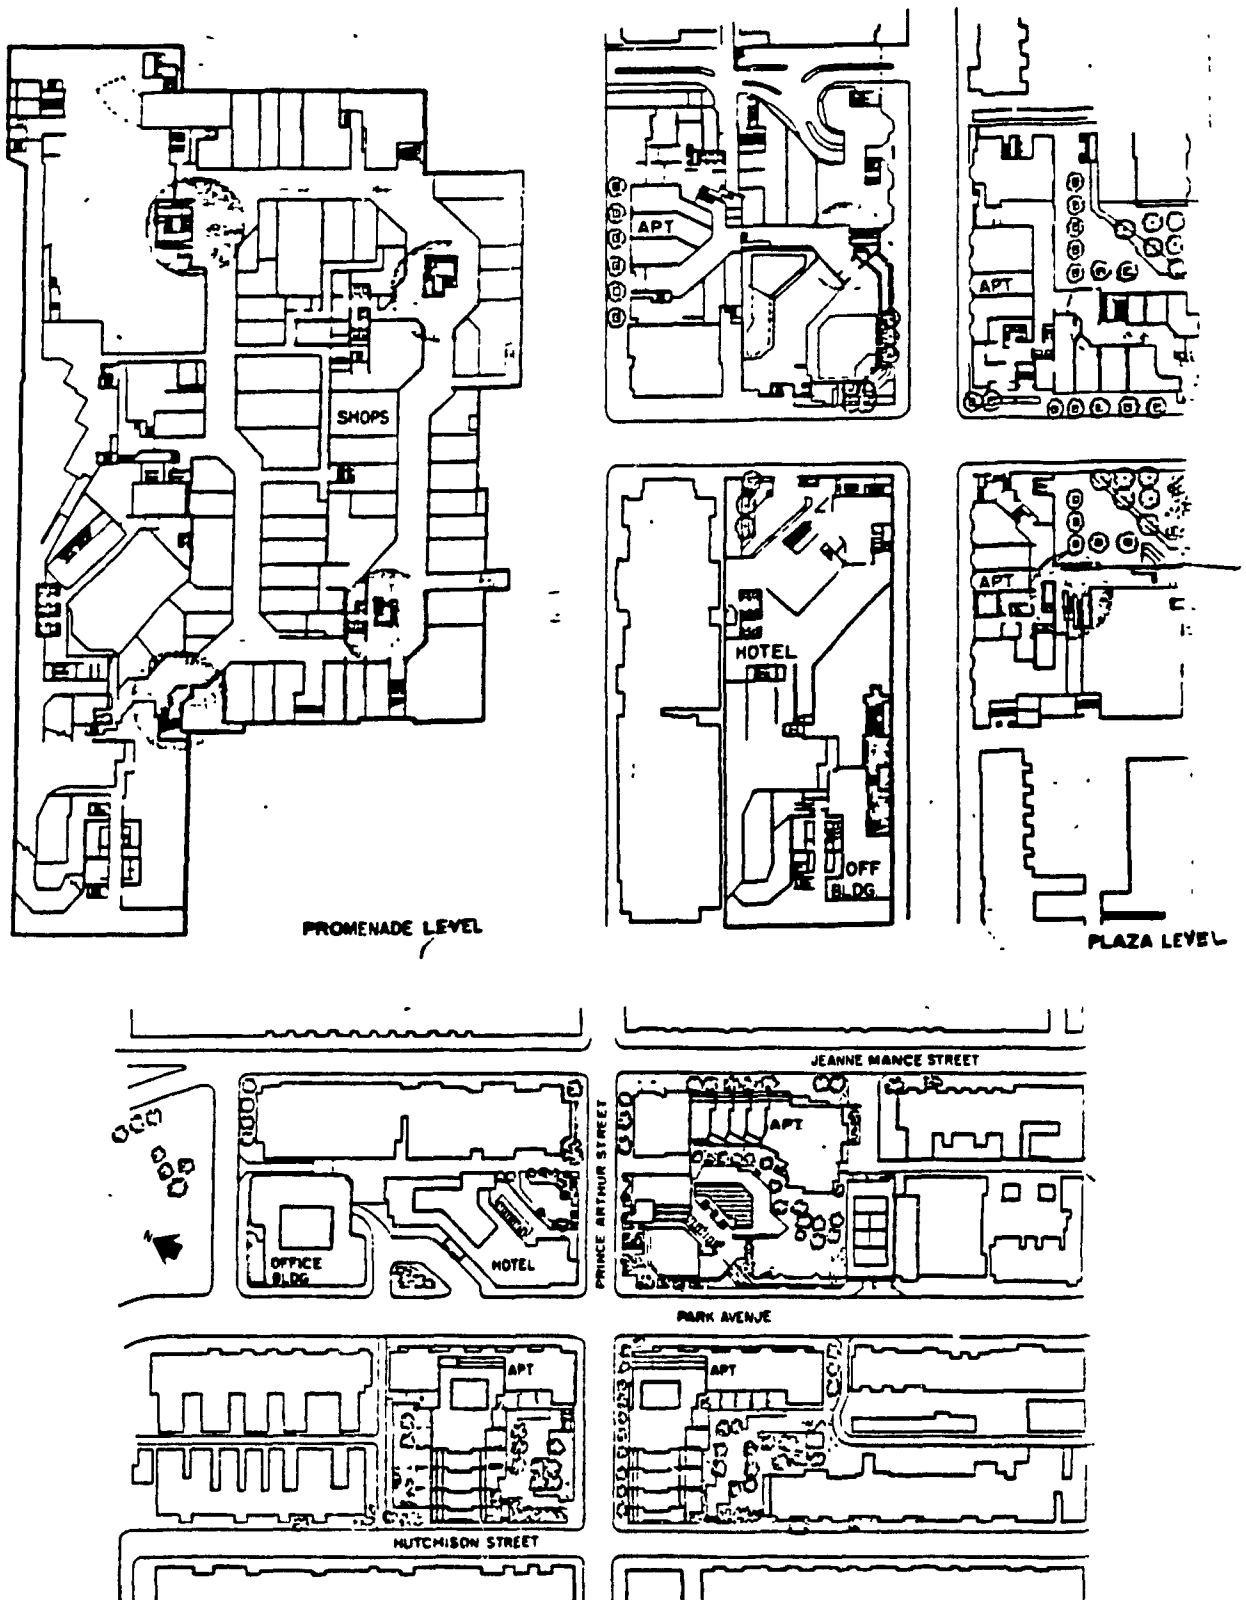 APT
APT
SHOPS
APT
HOTEL
OFF
BLDG.
PROMENADE LEVEL
PLAZA LEVEL
JEANNE MANCE STREET
PRINCE ARTHUR STREET
APT
N
OFFICE
BLDG
HOTEL
PARK AVENUE
APT
APT
HUTCHISON STREET